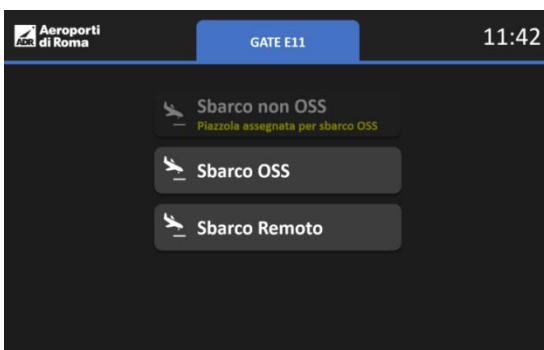 ADR Aeroporti
di Roma
GATE E11
11:42
Sbarco non OSS
Piazzola assegnata per sbarco OSS
Sbarco OSS
Sbarco Remoto